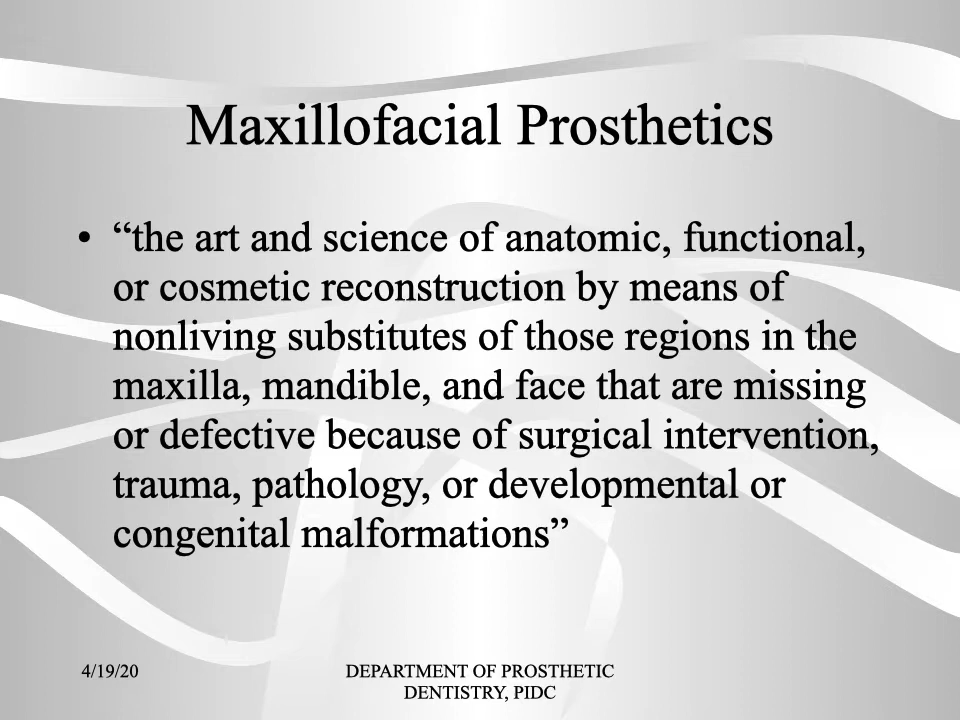 Maxillofacial Prosthetics
• “the art and science of anatomic, functional,
or cosmetic reconstruction by means of
nonliving substitutes of those regions in the
maxilla, mandible, and face that are missing
or defective because of surgical intervention,
trauma, pathology, or developmental or
congenital malformations”
4/19/20
DEPARTMENT OF PROSTHETIC
DENTISTRY, PIDC